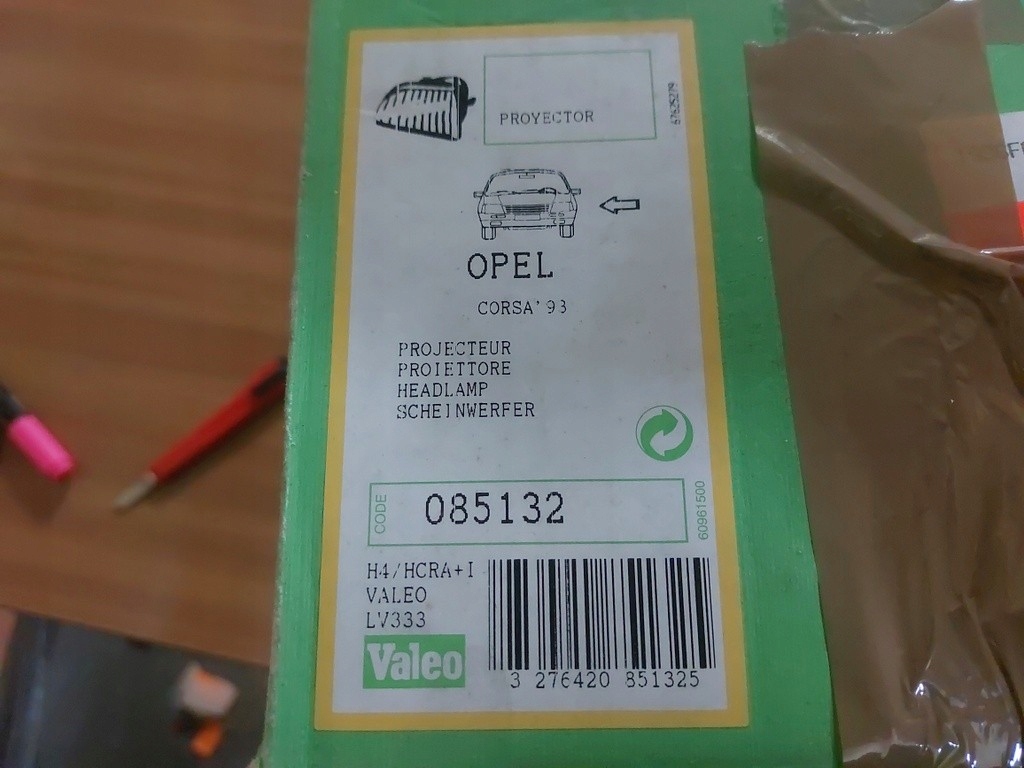 PROYECTOR
OPEL
CORSA'93
PROJECTEUR
PROIETTORE
HEADLAMP
SCHEINWERFER
CODE
085132
60961500
H4/HCRA+I
VALEO
LV333
Valeo
3 276420 851325